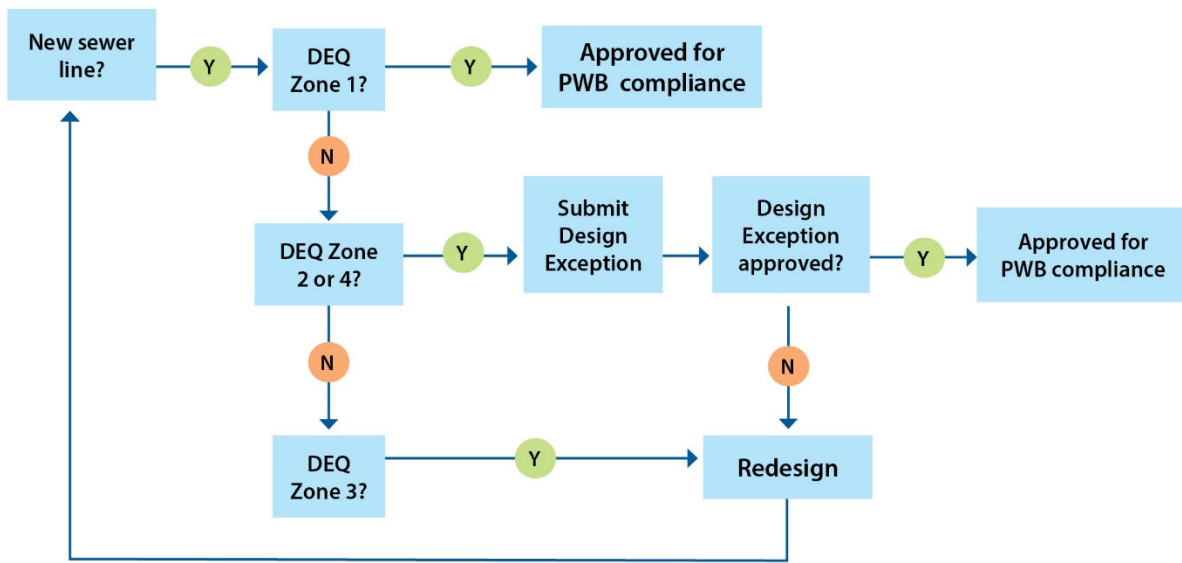 New sewer
line?
Y
DEQ
Zone 1?
Y
Approved for
PWB compliance
N
DEQ Zone
2 or 4?
Y
Submit
Design
Exception
Design
Exception
approved?
Y
Approved for
PWB compliance
N
N
DEQ
Zone 3?
Y
Redesign